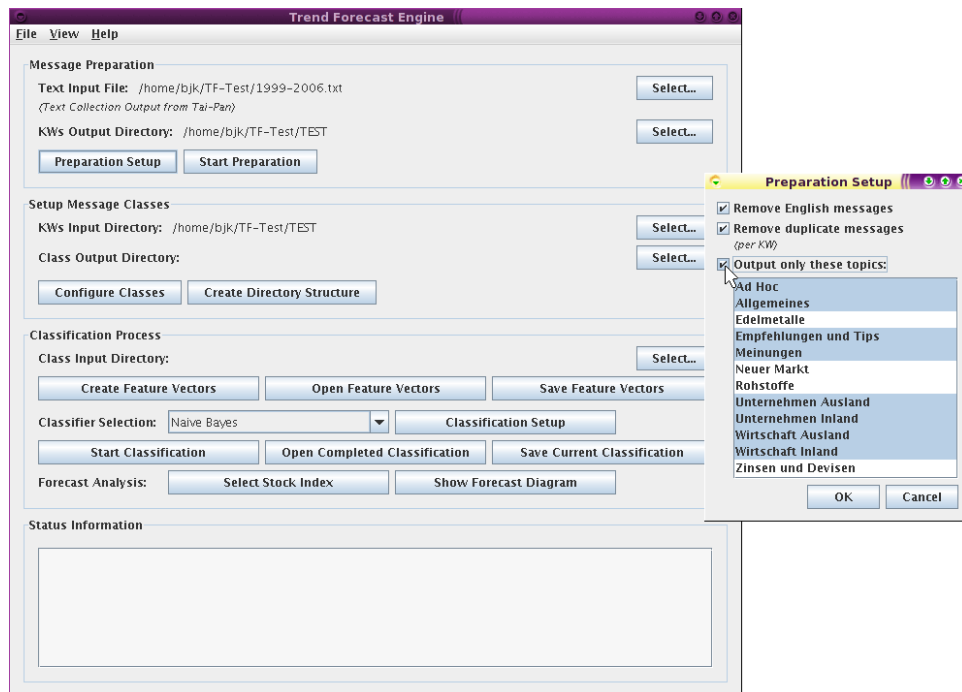 Trend Forecast Engine
File View Help
Message Preparation
Text Input File: /home/bjk/TF-Test/1999-2006.txt Select...
(Text Collection Output from Tai-Pan)
KWs Output Directory: /home/bjk/TF-Test/TEST Select...
Preparation Setup Start Preparation
Setup Message Classes
KWs Input Directory: /home/bjk/TF-Test/TEST Select...
Class Output Directory: Select...
Configure Classes Create Directory Structure
Classification Process
Class Input Directory: Select...
Create Feature Vectors Open Feature Vectors Save Feature Vectors
Classifier Selection: Naive Bayes Classification Setup
Start Classification Open Completed Classification Save Current Classification
Forecast Analysis: Select Stock Index Show Forecast Diagram
Status Information
Preparation Setup
Remove English messages
Remove duplicate messages
(per KW)
Output only these topics:
Ad Hoc
Allgemeines
Edelmetalle
Empfehlungen und Tips
Meinungen
Neuer Markt
Rohstoffe
Unternehmen Ausland
Unternehmen Inland
Wirtschaft Ausland
Wirtschaft Inland
Zinsen und Devisen
OK Cancel